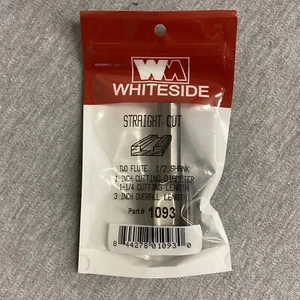 WM
WHITESIDE
STRAIGHT CUT
TWO FLUTE 1/2 SHANK
1 INCH CUTTING DIAMETER
1-1/4 CUTTING LENGTH
3 INCH OVERALL LENGTH
Part # 1093
8 44278 01093 0